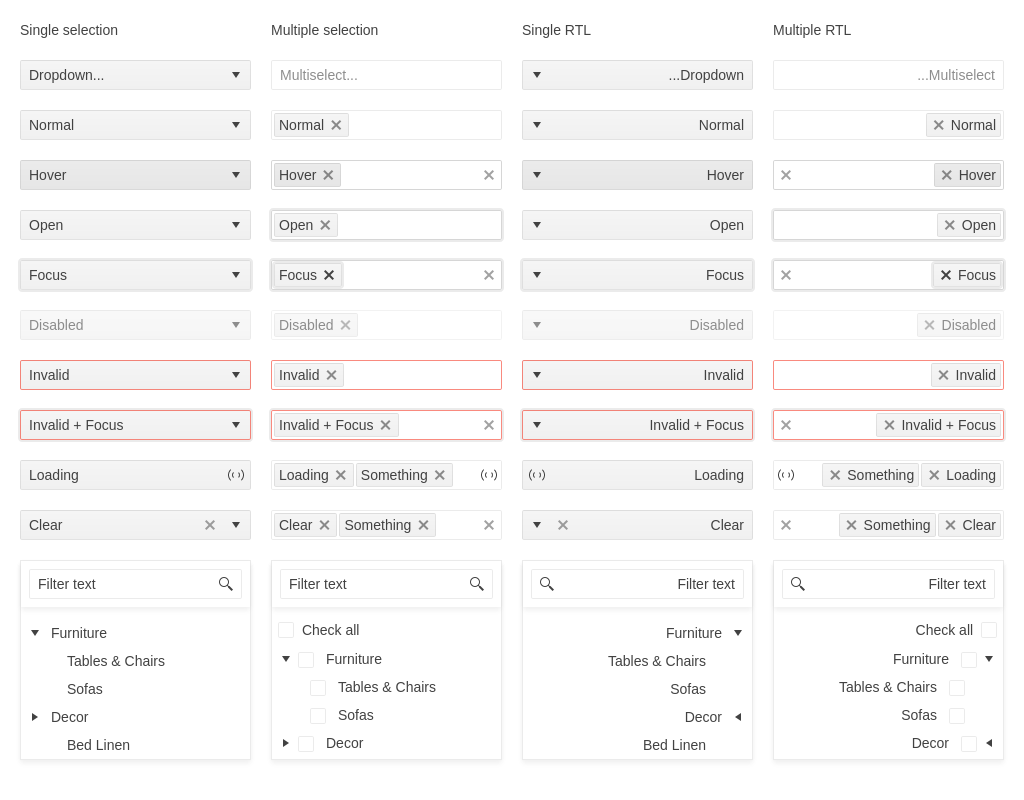 Single selection
Multiple selection
Single RTL
Multiple RTL
Dropdown...
Multiselect...
...Dropdown
...Multiselect
Normal
Normal
Normal
Normal
Hover
Hover
Hover
Hover
Open
Open
Open
Open
Focus
Focus
Focus
Focus
Disabled
Disabled
Disabled
Disabled
Invalid
Invalid
Invalid
Invalid
Invalid + Focus
Invalid + Focus
Invalid + Focus
Invalid + Focus
Loading
Loading Something
Loading
Something Loading
Clear
Clear Something
Clear
Something Clear
Filter text
Furniture
Tables & Chairs
Sofas
Decor
Bed Linen
Filter text
Check all
Furniture
Tables & Chairs
Sofas
Decor
Filter text
Furniture
Tables & Chairs
Sofas
Decor
Bed Linen
Filter text
Check all
Furniture
Tables & Chairs
Sofas
Decor